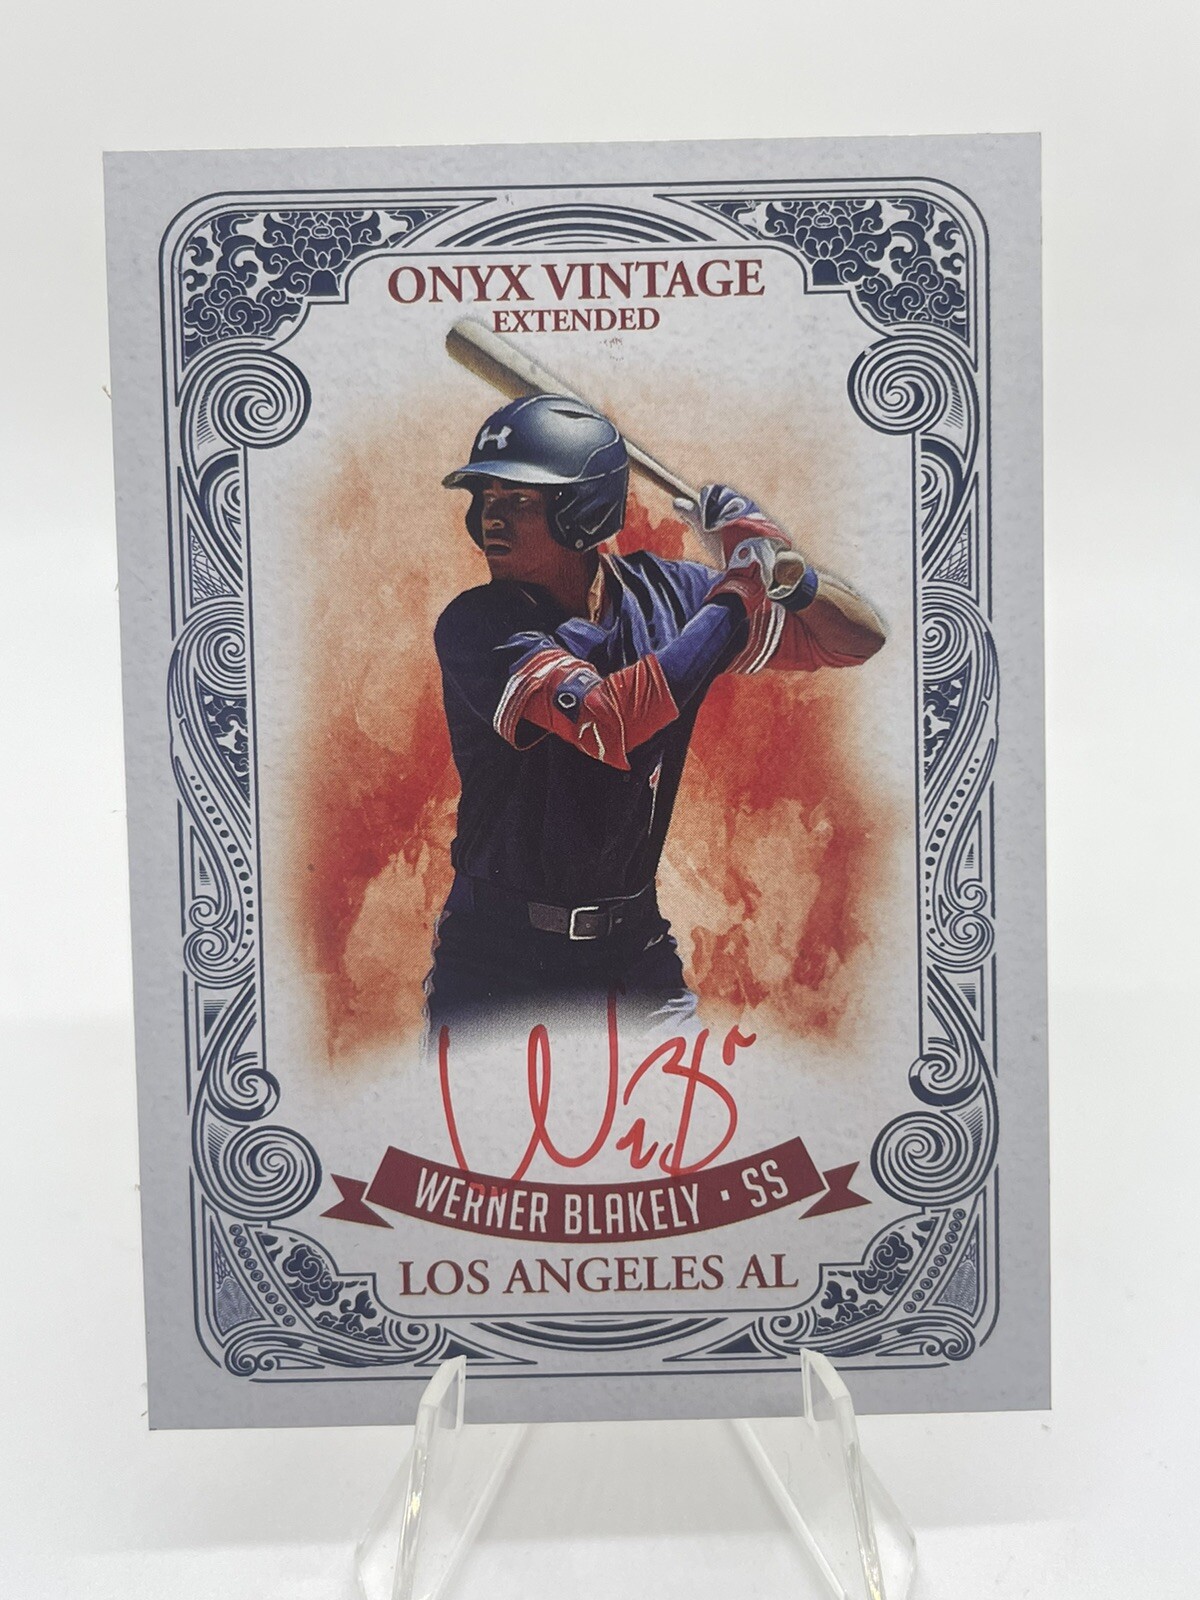 ONYX VINTAGE
EXTENDED
WERNER BLAKELY · SS
LOS ANGELES AL